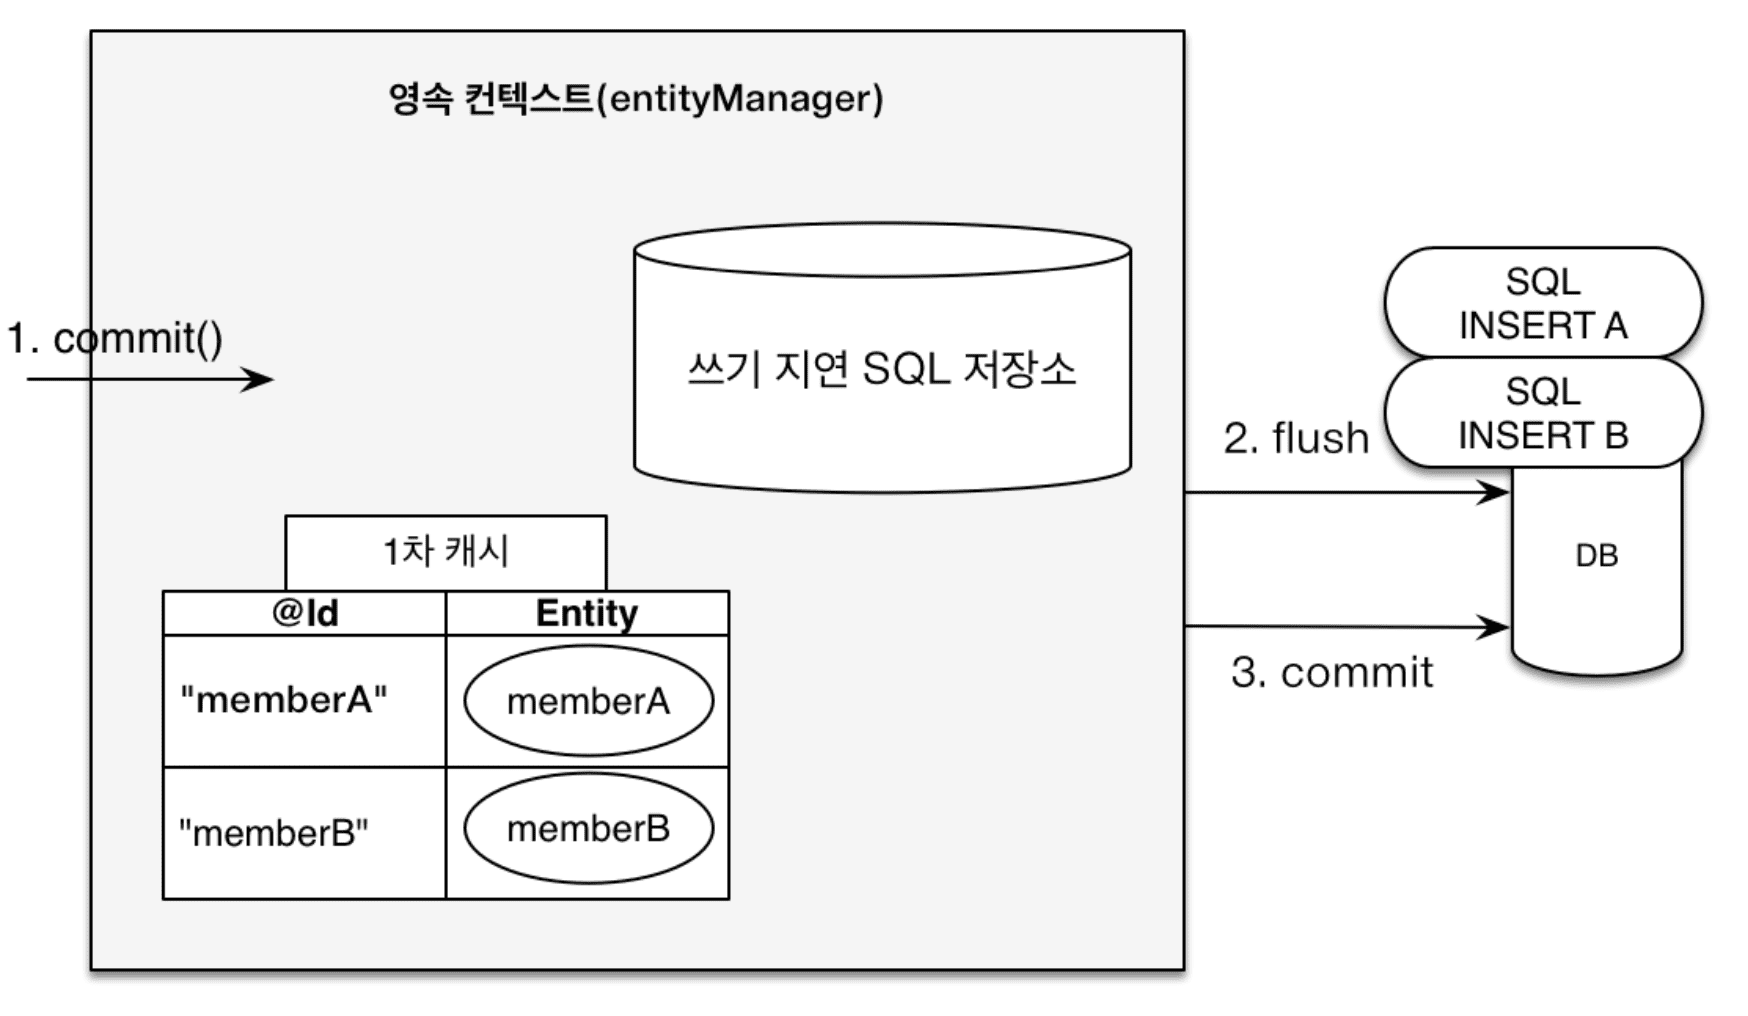 영속 컨텍스트(entityManager)
1. commit()
쓰기 지연 SQL 저장소
SQL
INSERT A
SQL
INSERT B
2. flush
DB
3. commit
1차 캐시
@Id Entity
"memberA" memberA
"memberB" memberB